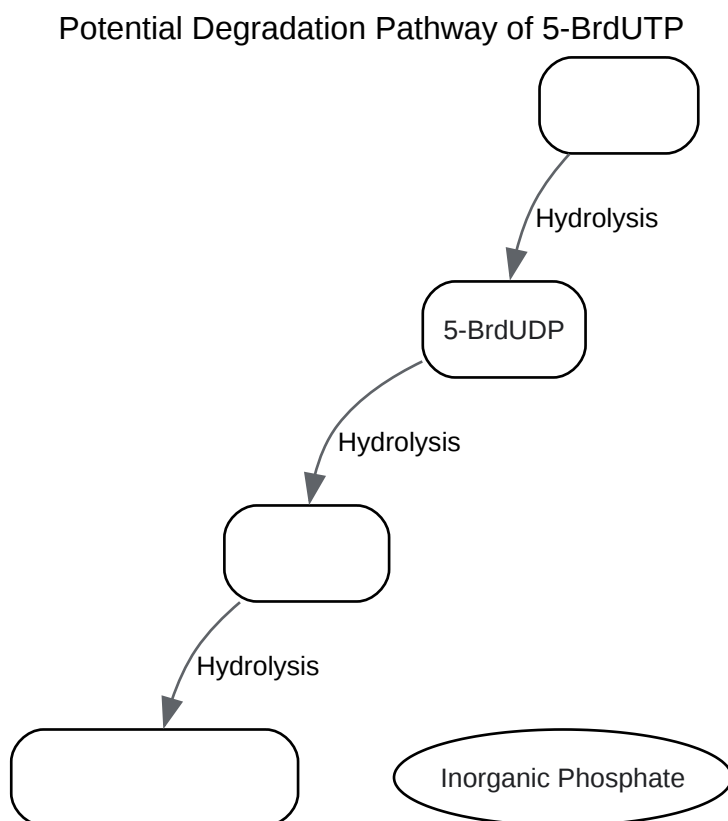 Potential Degradation Pathway of 5-BrdUTP
Hydrolysis
5-BrdUDP
Hydrolysis
Hydrolysis
Inorganic Phosphate